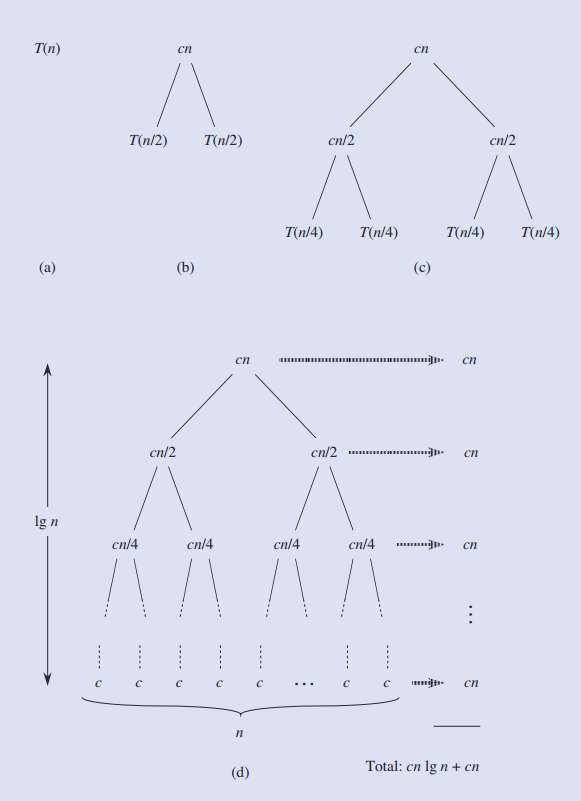 T(n) cn cn
T(n/2) T(n/2) cn/2 cn/2
T(n/4) T(n/4) T(n/4) T(n/4)
(a) (b) (c)
cn cn
cn/2 cn/2 cn
lg n
cn/4 cn/4 cn/4 cn/4 cn
c c c c c … c c cn
n
Total: cn lg n + cn
(d)